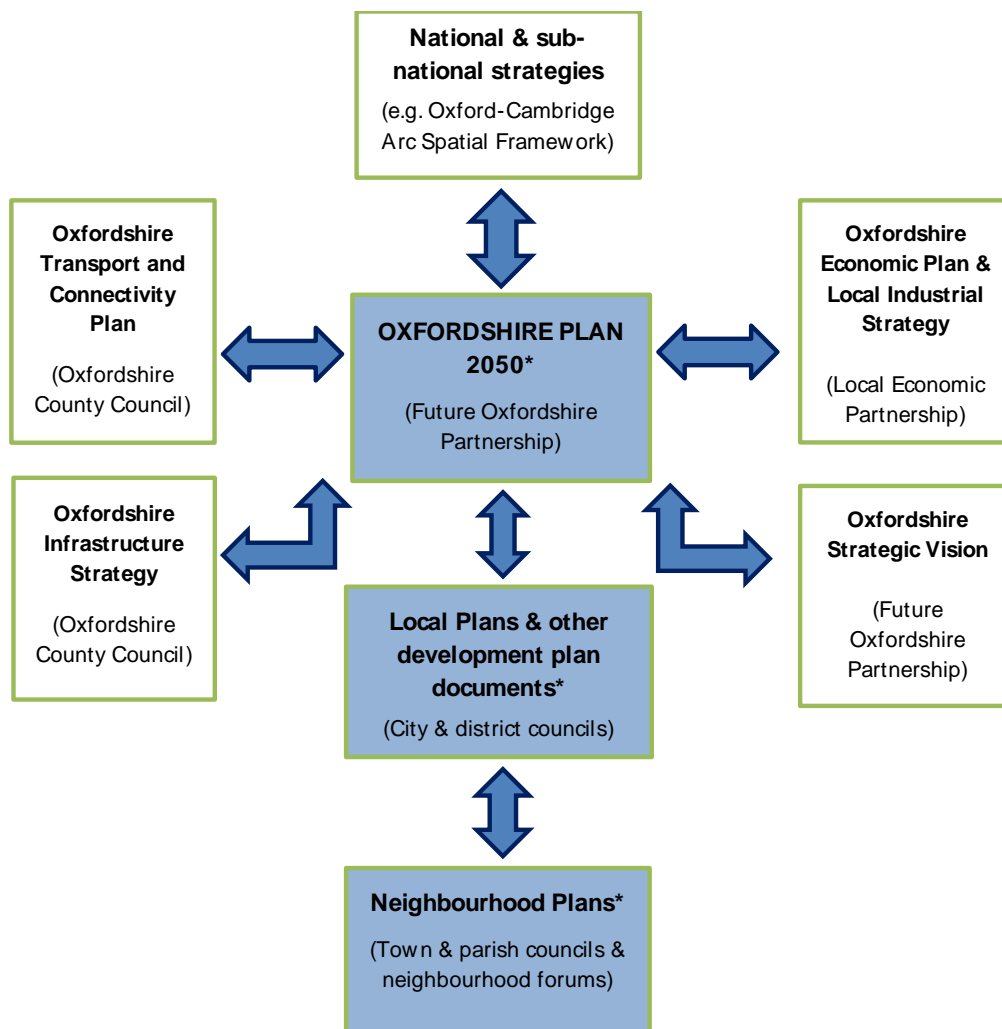 National & sub-
national strategies
(e.g. Oxford-Cambridge
Arc Spatial Framework)
Oxfordshire
Transport and
Connectivity
Plan
(Oxfordshire
County Council)
OXFORDSHIRE PLAN
2050*
(Future Oxfordshire
Partnership)
Oxfordshire
Economic Plan &
Local Industrial
Strategy
(Local Economic
Partnership)
Oxfordshire
Infrastructure
Strategy
(Oxfordshire
County Council)
Oxfordshire
Strategic Vision
(Future
Oxfordshire
Partnership)
Local Plans & other
development plan
documents*
(City & district councils)
Neighbourhood Plans*
(Town & parish councils &
neighbourhood forums)